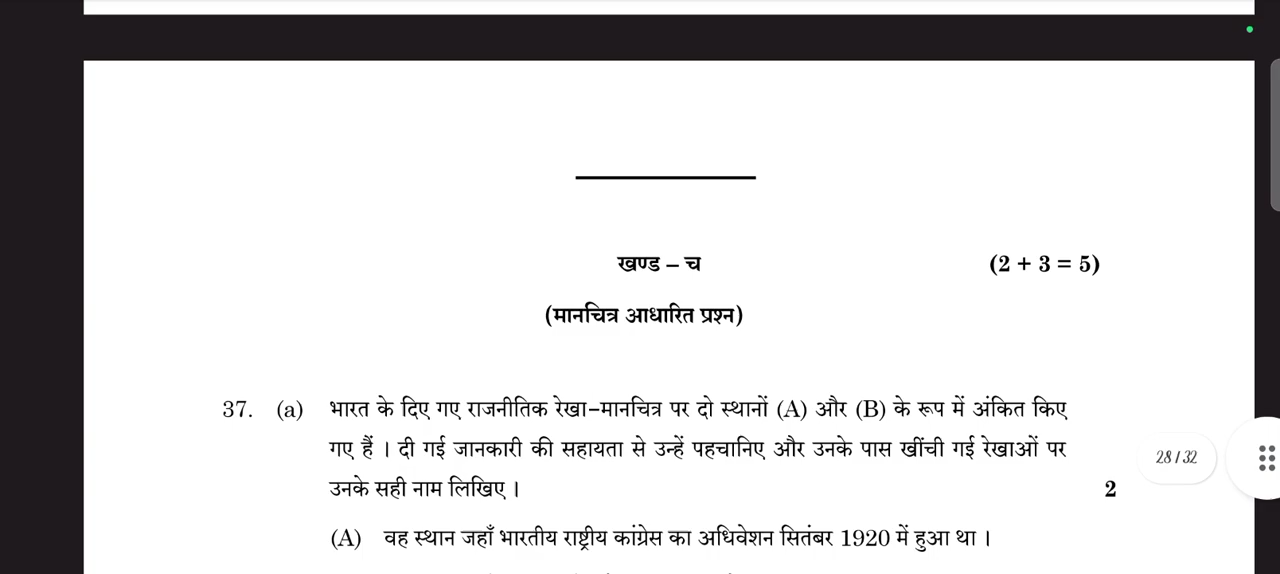 खण्ड – च (2 + 3 = 5)
(मानचित्र आधारित प्रश्न)
37. (a) भारत के दिए गए राजनीतिक रेखा-मानचित्र पर दो स्थानों (A) और (B) के रूप में अंकित किए
गए हैं । दी गई जानकारी की सहायता से उन्हें पहचानिए और उनके पास खींची गई रेखाओं पर
28 / 32
उनके सही नाम लिखिए । 2
(A) वह स्थान जहाँ भारतीय राष्ट्रीय कांग्रेस का अधिवेशन सितंबर 1920 में हुआ था ।